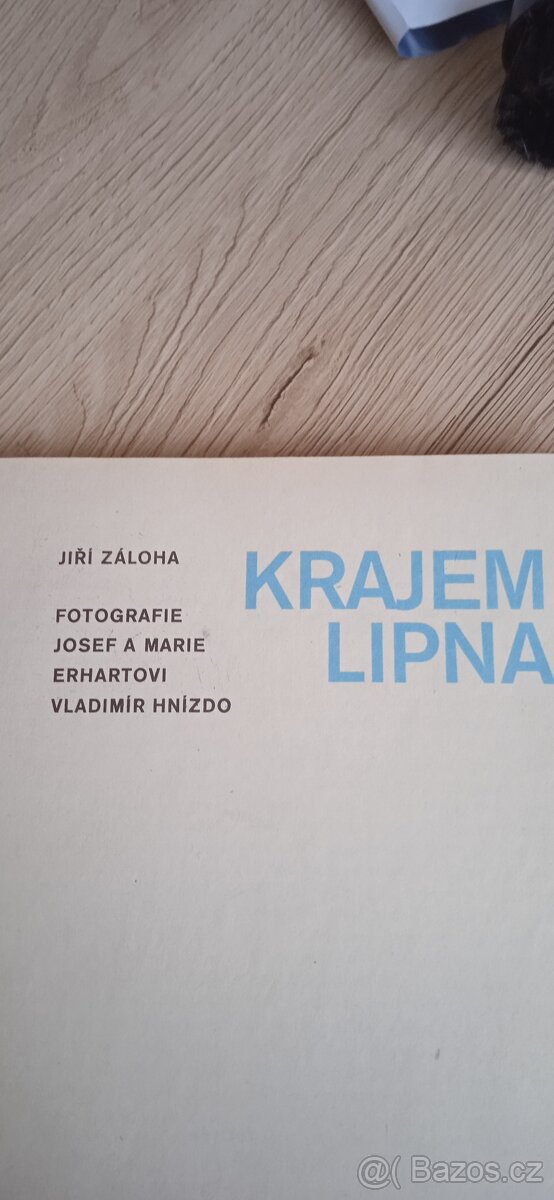 JIŘÍ ZÁLOHA
KRAJEM
LIPNA
FOTOGRAFIE
JOSEF A MARIE
ERHARTOVI
VLADIMÍR HNÍZDO
@( Bazos.cz